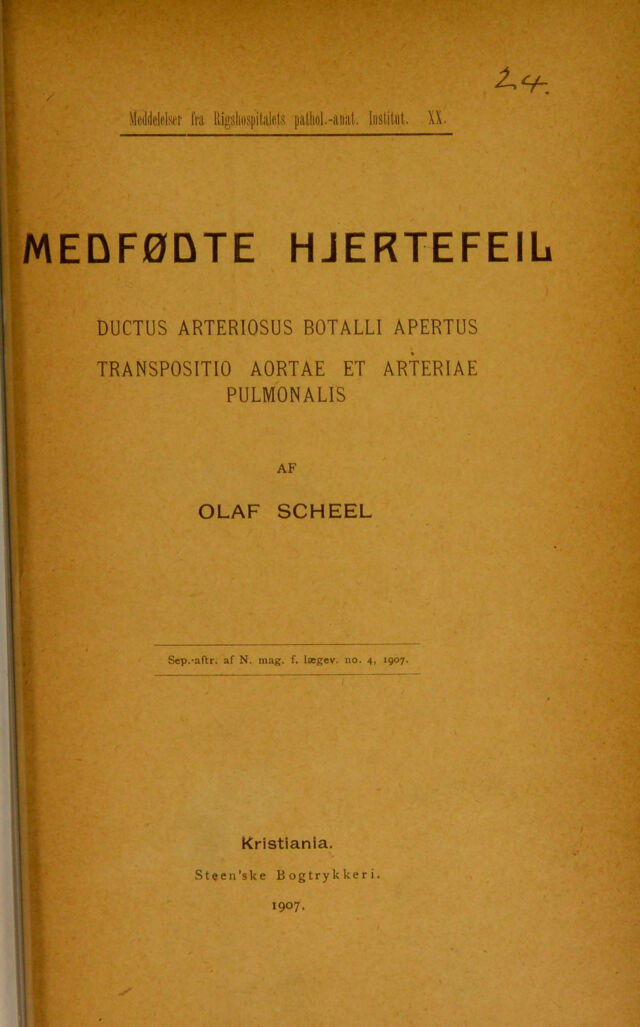 24.
Meddelelser fra Rigshospitalets pathol.-anat. Institut. XX.
MEDFØDTE HJERTEFEIL
DUCTUS ARTERIOSUS BOTALLI APERTUS
TRANSPOSITIO AORTAE ET ARTERIAE
PULMONALIS
AF
OLAF SCHEEL
Sep.-aftr. af N. mag. f. lægev. no. 4, 1907.
Kristiania.
Steen'ske Bogtrykkeri.
1907.